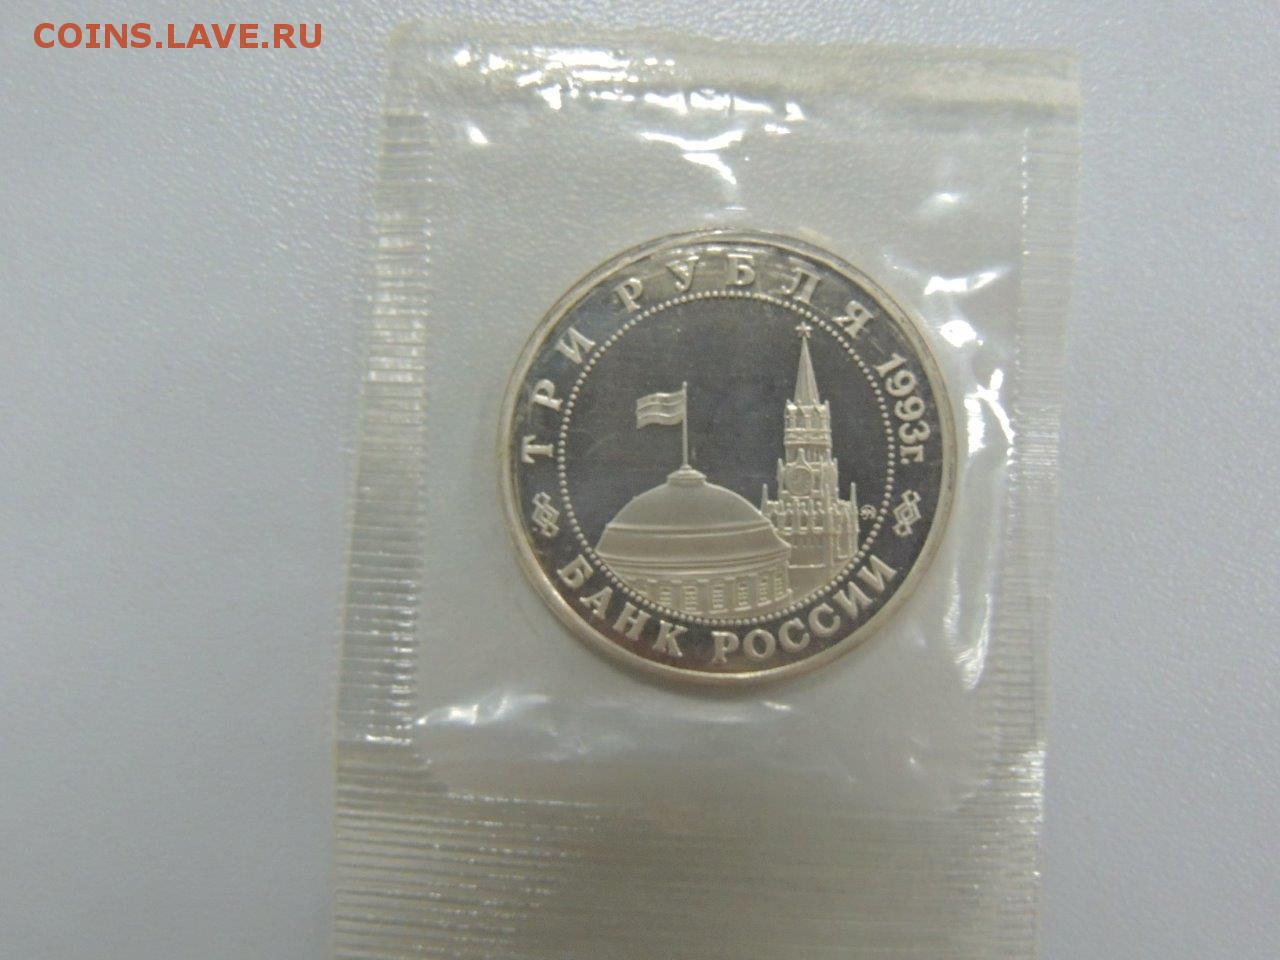 COINS.LAVE.RU
ТРИ РУБЛЯ 1993г.
БАНК РОССИИ